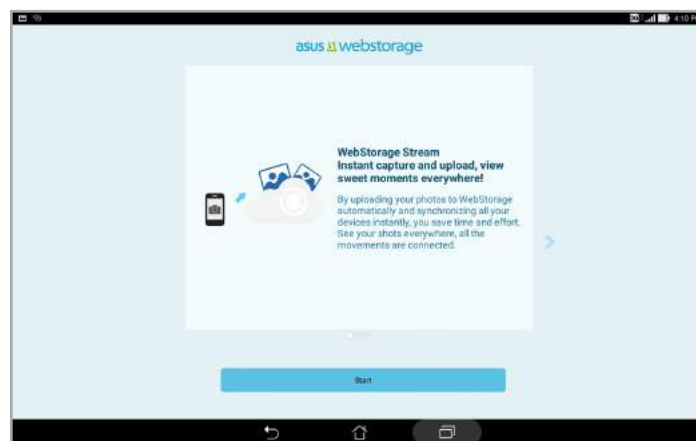 4:10 P
asus webstorage
WebStorage Stream
Instant capture and upload, view
sweet moments everywhere!
By uploading your photos to WebStorage
automatically and synchronizing all your
devices instantly, you save time and effort.
See your shots everywhere, all the
movements are connected.
Start